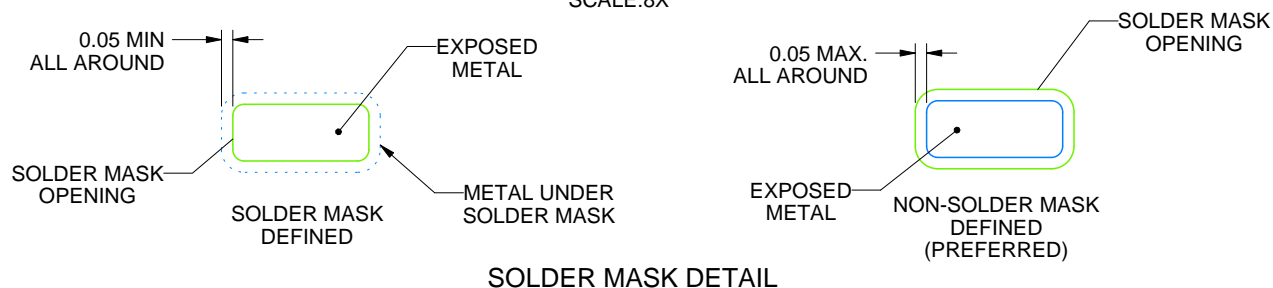 SCALE:8X
0.05 MIN
ALL AROUND
EXPOSED
METAL
SOLDER MASK
OPENING
METAL UNDER
SOLDER MASK
SOLDER MASK
DEFINED
0.05 MAX.
ALL AROUND
SOLDER MASK
OPENING
EXPOSED
METAL
NON-SOLDER MASK
DEFINED
(PREFERRED)
SOLDER MASK DETAIL